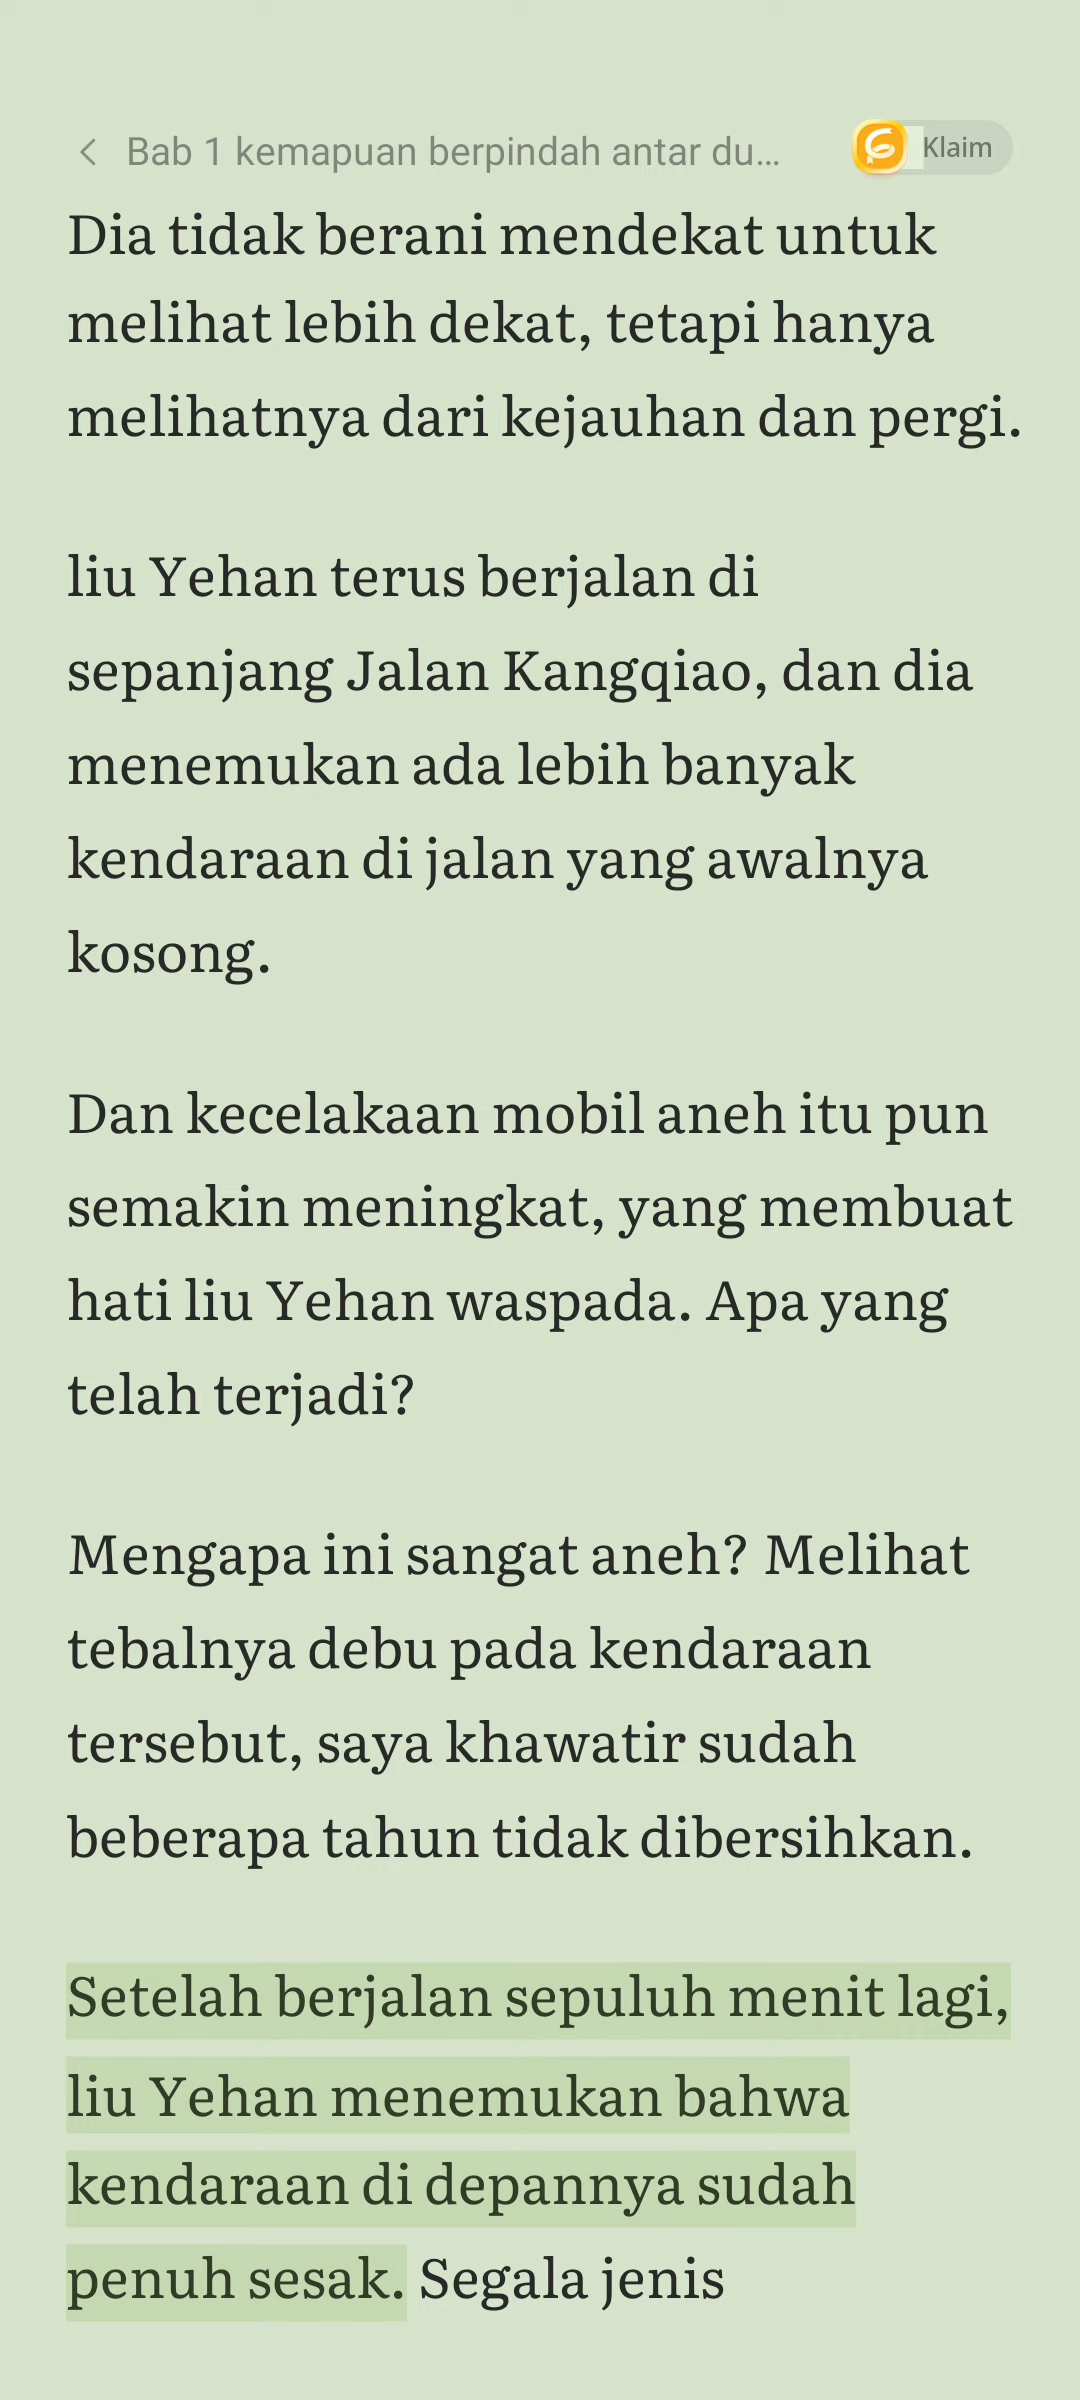 Bab 1 kemapuan berpindah antar du...
Klaim
Dia tidak berani mendekat untuk
melihat lebih dekat, tetapi hanya
melihatnya dari kejauhan dan pergi.
liu Yehan terus berjalan di
sepanjang Jalan Kangqiao, dan dia
menemukan ada lebih banyak
kendaraan di jalan yang awalnya
kosong.
Dan kecelakaan mobil aneh itu pun
semakin meningkat, yang membuat
hati liu Yehan waspada. Apa yang
telah terjadi?
Mengapa ini sangat aneh? Melihat
tebalnya debu pada kendaraan
tersebut, saya khawatir sudah
beberapa tahun tidak dibersihkan.
Setelah berjalan sepuluh menit lagi,
liu Yehan menemukan bahwa
kendaraan di depannya sudah
penuh sesak. Segala jenis